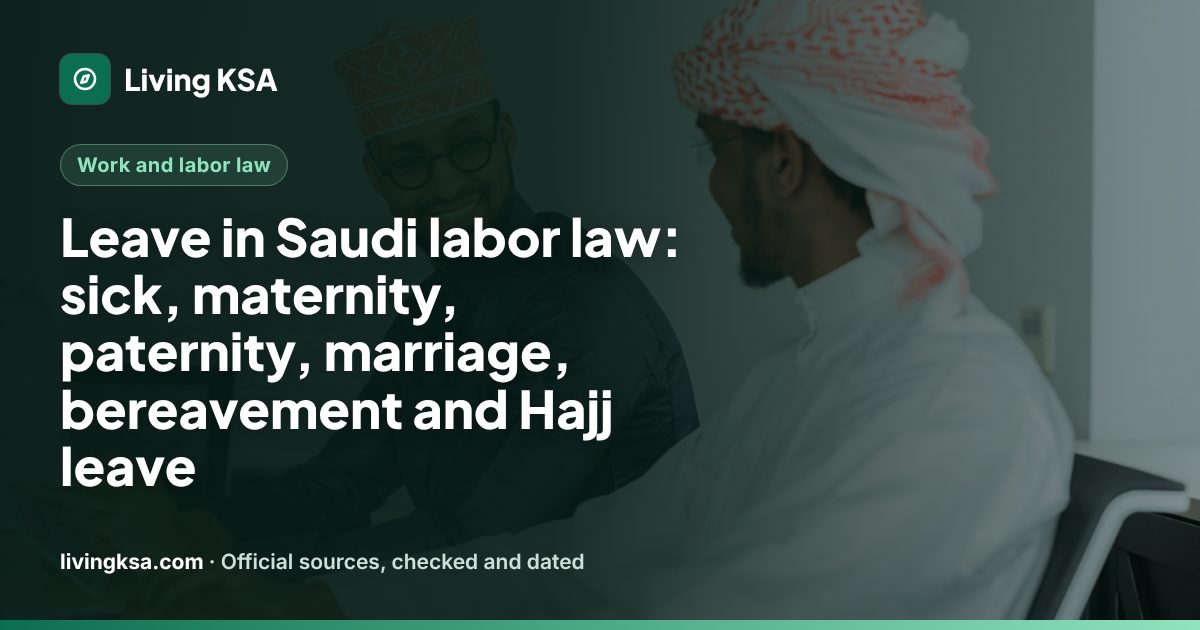 Living KSA
Work and labor law
Leave in Saudi labor law:
sick, maternity,
paternity, marriage,
bereavement and Hajj
leave
livingksa.com · Official sources, checked and dated